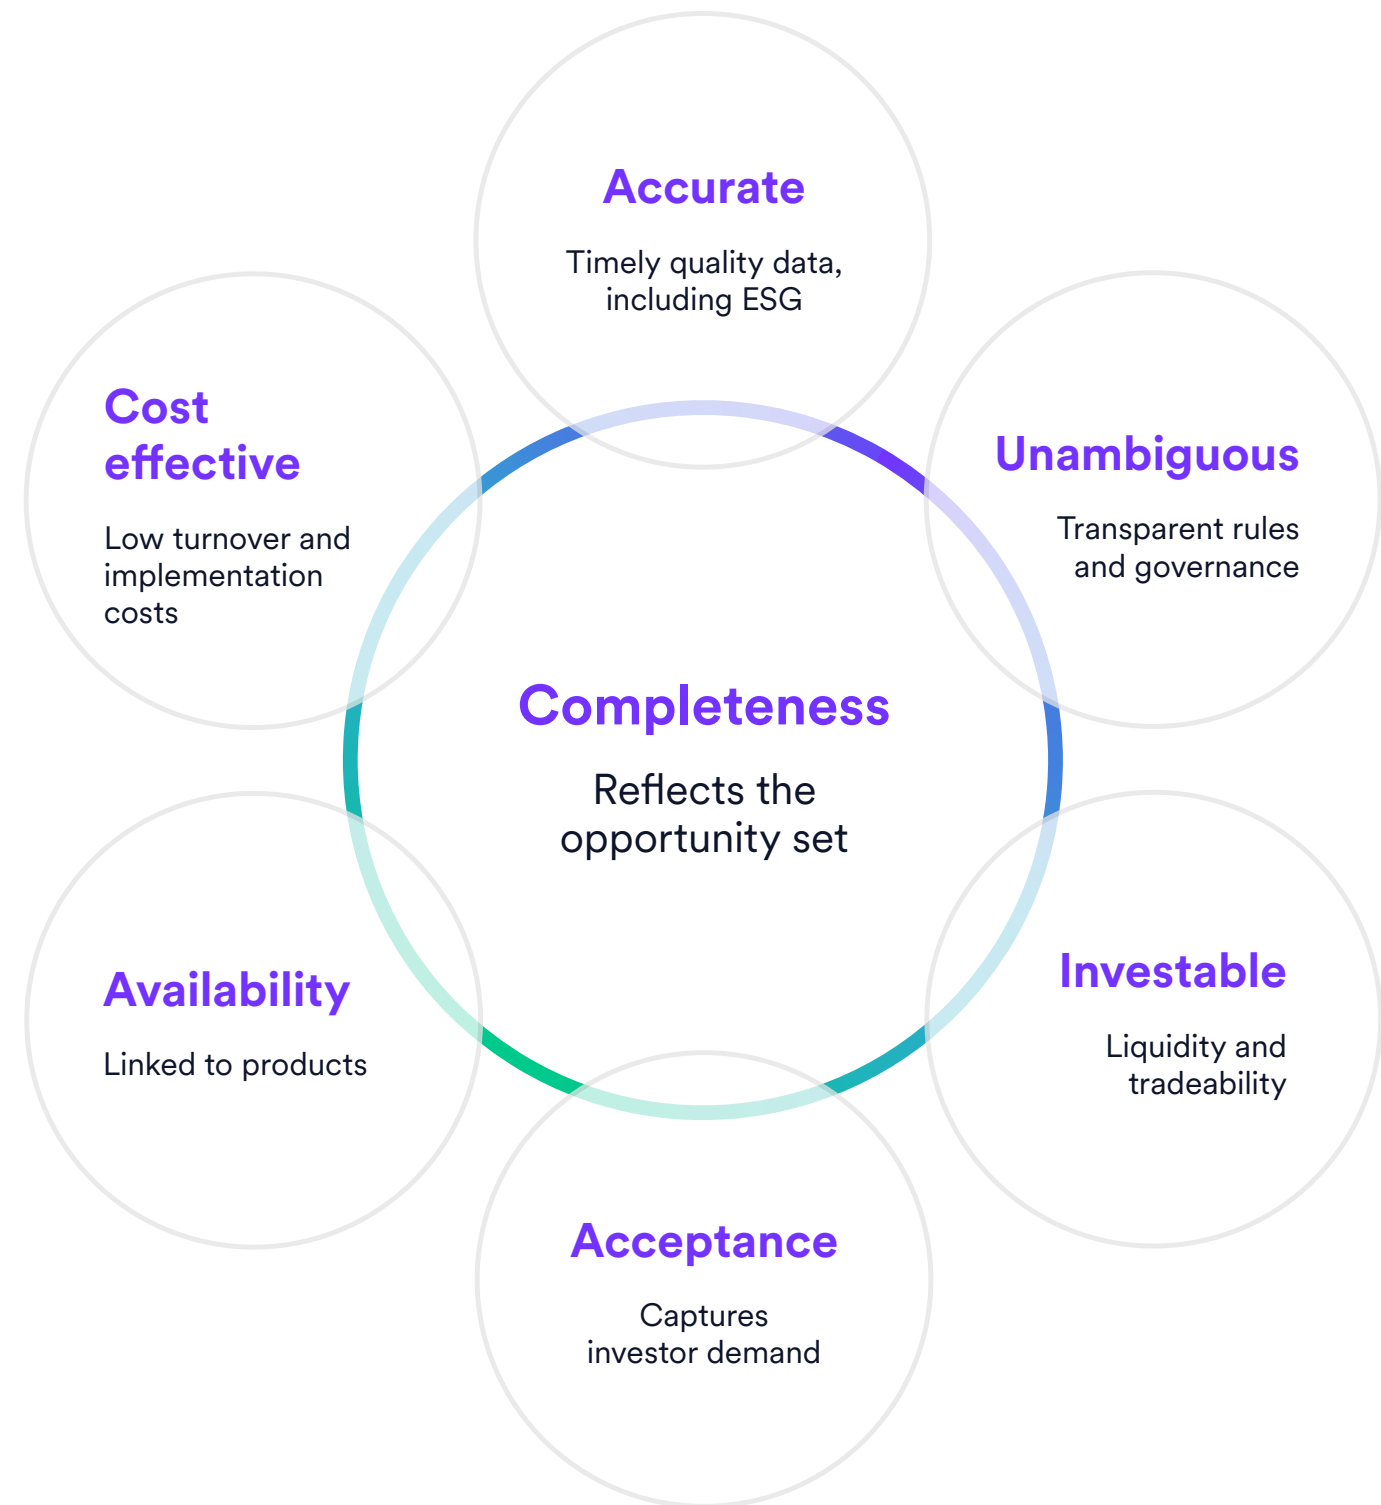 Accurate
Timely quality data,
including ESG
Unambiguous
Transparent rules
and governance
Investable
Liquidity and
tradeability
Acceptance
Captures
investor demand
Availability
Linked to products
Cost
effective
Low turnover and
implementation
costs
Completeness
Reflects the
opportunity set